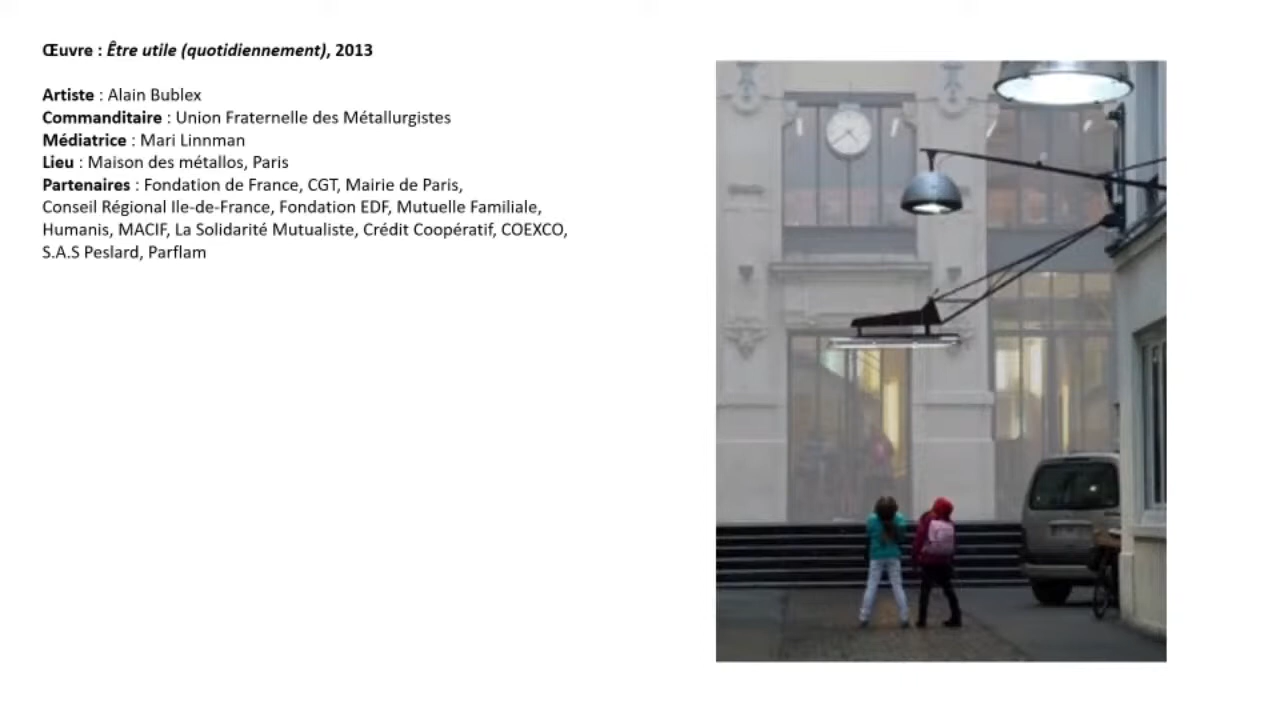 Œuvre : Être utile (quotidiennement), 2013
Artiste : Alain Bublex
Commanditaire : Union Fraternelle des Métallurgistes
Médiatrice : Mari Linnman
Lieu : Maison des métallos, Paris
Partenaires : Fondation de France, CGT, Mairie de Paris,
Conseil Régional Ile-de-France, Fondation EDF, Mutuelle Familiale,
Humanis, MACIF, La Solidarité Mutualiste, Crédit Coopératif, COEXCO,
S.A.S Peslard, Parflam